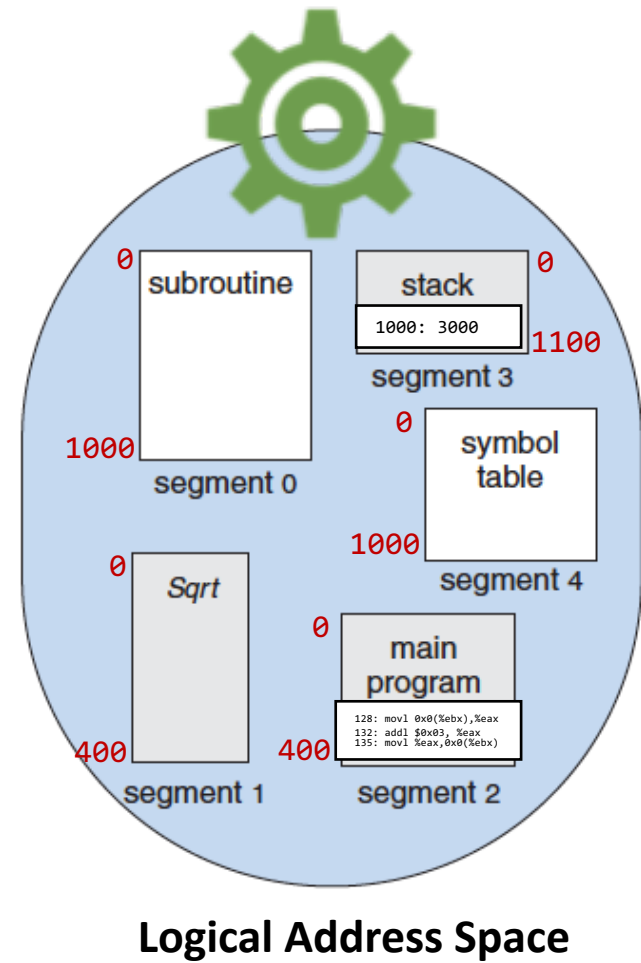 0
subroutine
1000
segment 0
0
stack
1000: 3000
1100
segment 3
0
symbol
table
1000
segment 4
0
Sqrt
400
segment 1
0
main
program
128: movl 0x0(%ebx),%eax
132: addl $0x03, %eax
135: movl %eax,0x0(%ebx)
400
segment 2
Logical Address Space